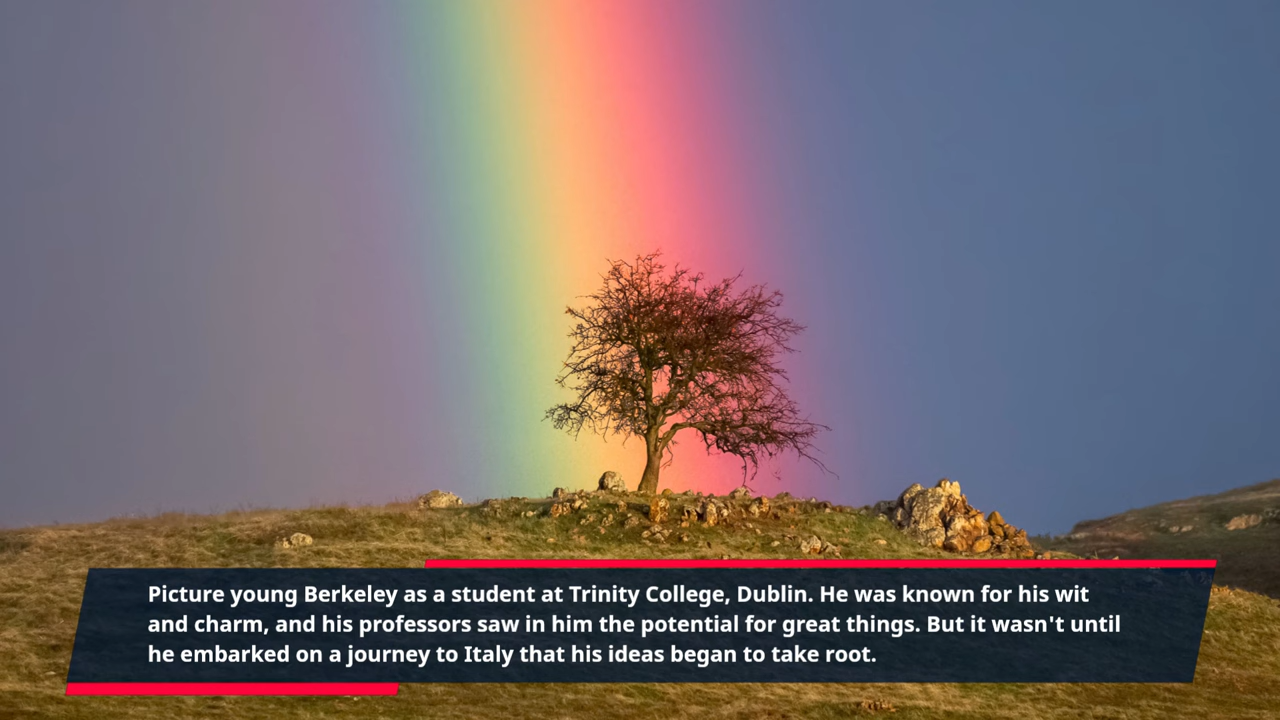 Picture young Berkeley as a student at Trinity College, Dublin. He was known for his wit
and charm, and his professors saw in him the potential for great things. But it wasn't until
he embarked on a journey to Italy that his ideas began to take root.